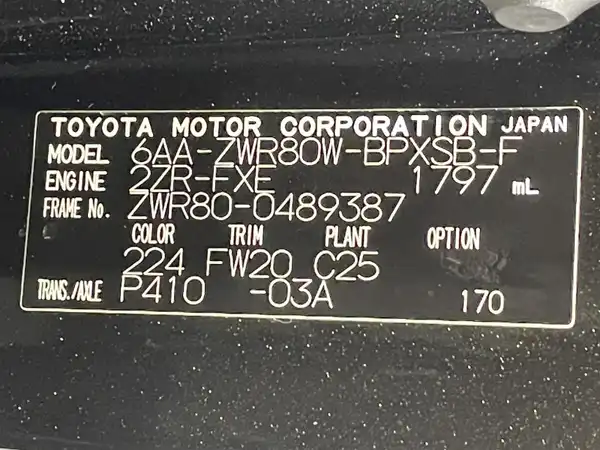 TOYOTA MOTOR CORPORATION JAPAN
MODEL 6AA-ZWR80W-BPXSB-F
ENGINE 2ZR-FXE 1797 mL
FRAME No. ZWR80-0489387
COLOR TRIM PLANT OPTION
224 FW20 C25
TRANS./AXLE P410 -03A 170